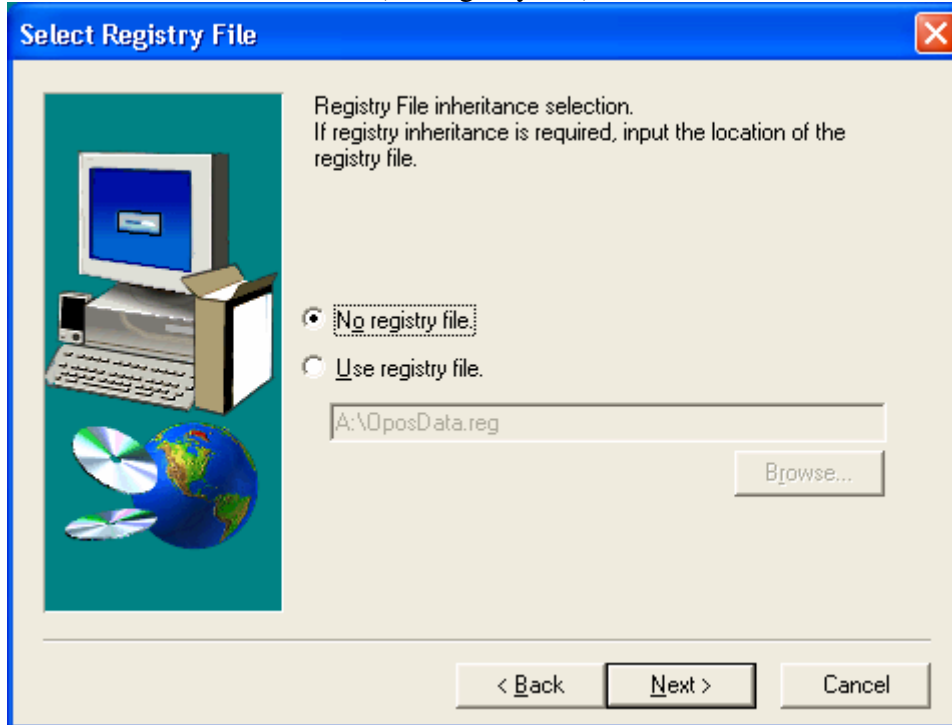 Select Registry File
Registry File inheritance selection.
If registry inheritance is required, input the location of the
registry file.
No registry file.
Use registry file.
A:\OposData.reg
Browse...
< Back
Next >
Cancel